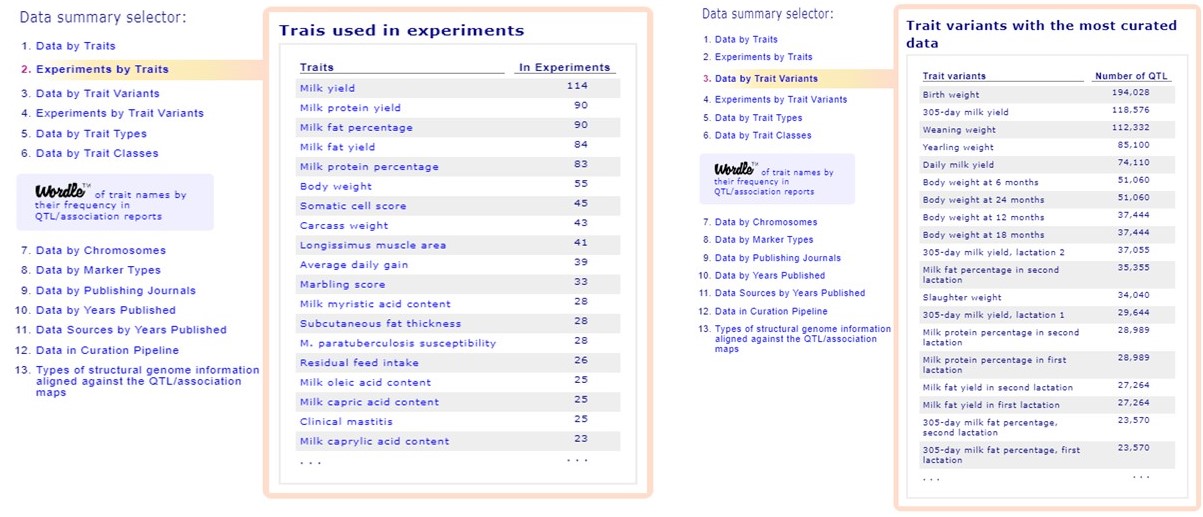 Data summary selector:
1. Data by Traits
2. Experiments by Traits
3. Data by Trait Variants
4. Experiments by Trait Variants
5. Data by Trait Types
6. Data by Trait Classes
Wordle™ of trait names by
their frequency in
QTL/association reports
7. Data by Chromosomes
8. Data by Marker Types
9. Data by Publishing Journals
10. Data by Years Published
11. Data Sources by Years Published
12. Data in Curation Pipeline
13. Types of structural genome information
aligned against the QTL/association
maps
Trais used in experiments
Traits In Experiments
Milk yield 114
Milk protein yield 90
Milk fat percentage 90
Milk fat yield 84
Milk protein percentage 83
Body weight 55
Somatic cell score 45
Carcass weight 43
Longissimus muscle area 41
Average daily gain 39
Marbling score 33
Milk myristic acid content 28
Subcutaneous fat thickness 28
M. paratuberculosis susceptibility 28
Residual feed intake 26
Milk oleic acid content 25
Milk capric acid content 25
Clinical mastitis 25
Milk caprylic acid content 23
. . . . . .
Data summary selector:
1. Data by Traits
2. Experiments by Traits
3. Data by Trait Variants
4. Experiments by Trait Variants
5. Data by Trait Types
6. Data by Trait Classes
Wordle™ of trait names by
their frequency in
QTL/association reports
7. Data by Chromosomes
8. Data by Marker Types
9. Data by Publishing Journals
10. Data by Years Published
11. Data Sources by Years Published
12. Data in Curation Pipeline
13. Types of structural genome information
aligned against the QTL/association
maps
Trait variants with the most curated
data
Trait variants Number of QTL
Birth weight 194,028
305-day milk yield 118,576
Weaning weight 112,332
Yearling weight 85,100
Daily milk yield 74,110
Body weight at 6 months 51,060
Body weight at 24 months 51,060
Body weight at 12 months 37,444
Body weight at 18 months 37,444
305-day milk yield, lactation 2 37,055
Milk fat percentage in second 35,355
lactation
Slaughter weight 34,040
305-day milk yield, lactation 1 29,644
Milk protein percentage in second 28,989
lactation
Milk protein percentage in first 28,989
lactation
Milk fat yield in second lactation 27,264
Milk fat yield in first lactation 27,264
305-day milk fat percentage, 23,570
second lactation
305-day milk fat percentage, first 23,570
lactation
. . . . . .